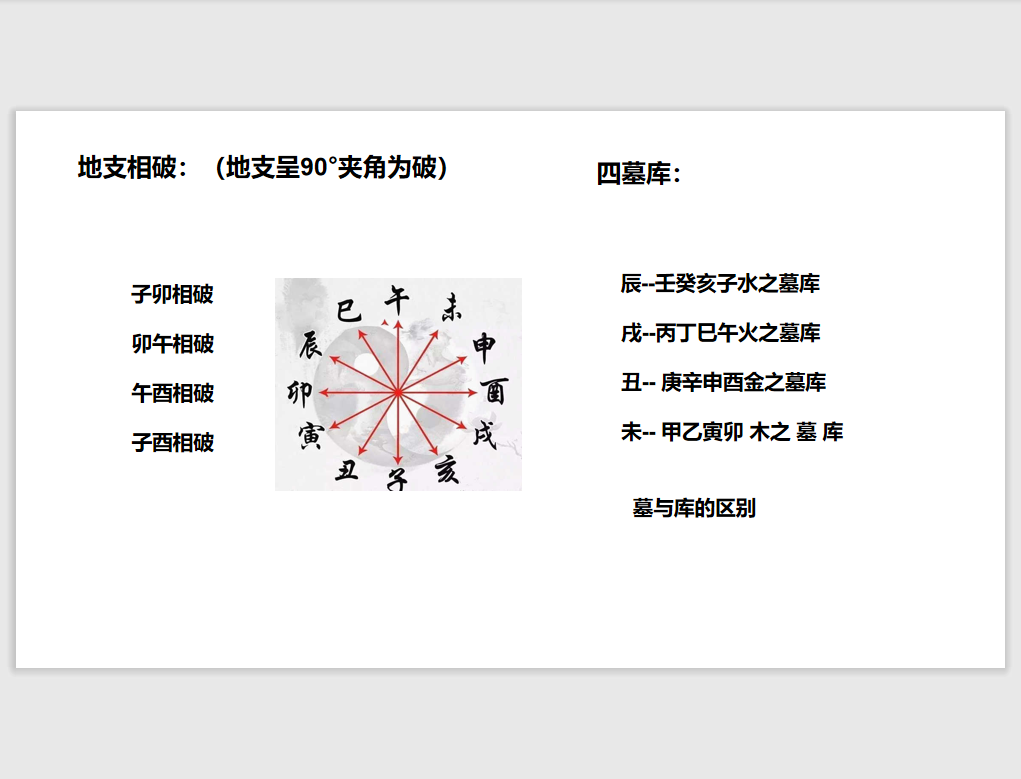 地支相破：（地支呈90°夹角为破）
子卯相破
卯午相破
午酉相破
子酉相破
午
巳
未
辰
申
卯
酉
寅
戌
丑
子
亥
四墓库：
辰--壬癸亥子水之墓库
戌--丙丁巳午火之墓库
丑-- 庚辛申酉金之墓库
未-- 甲乙寅卯 木之 墓 库
墓与库的区别